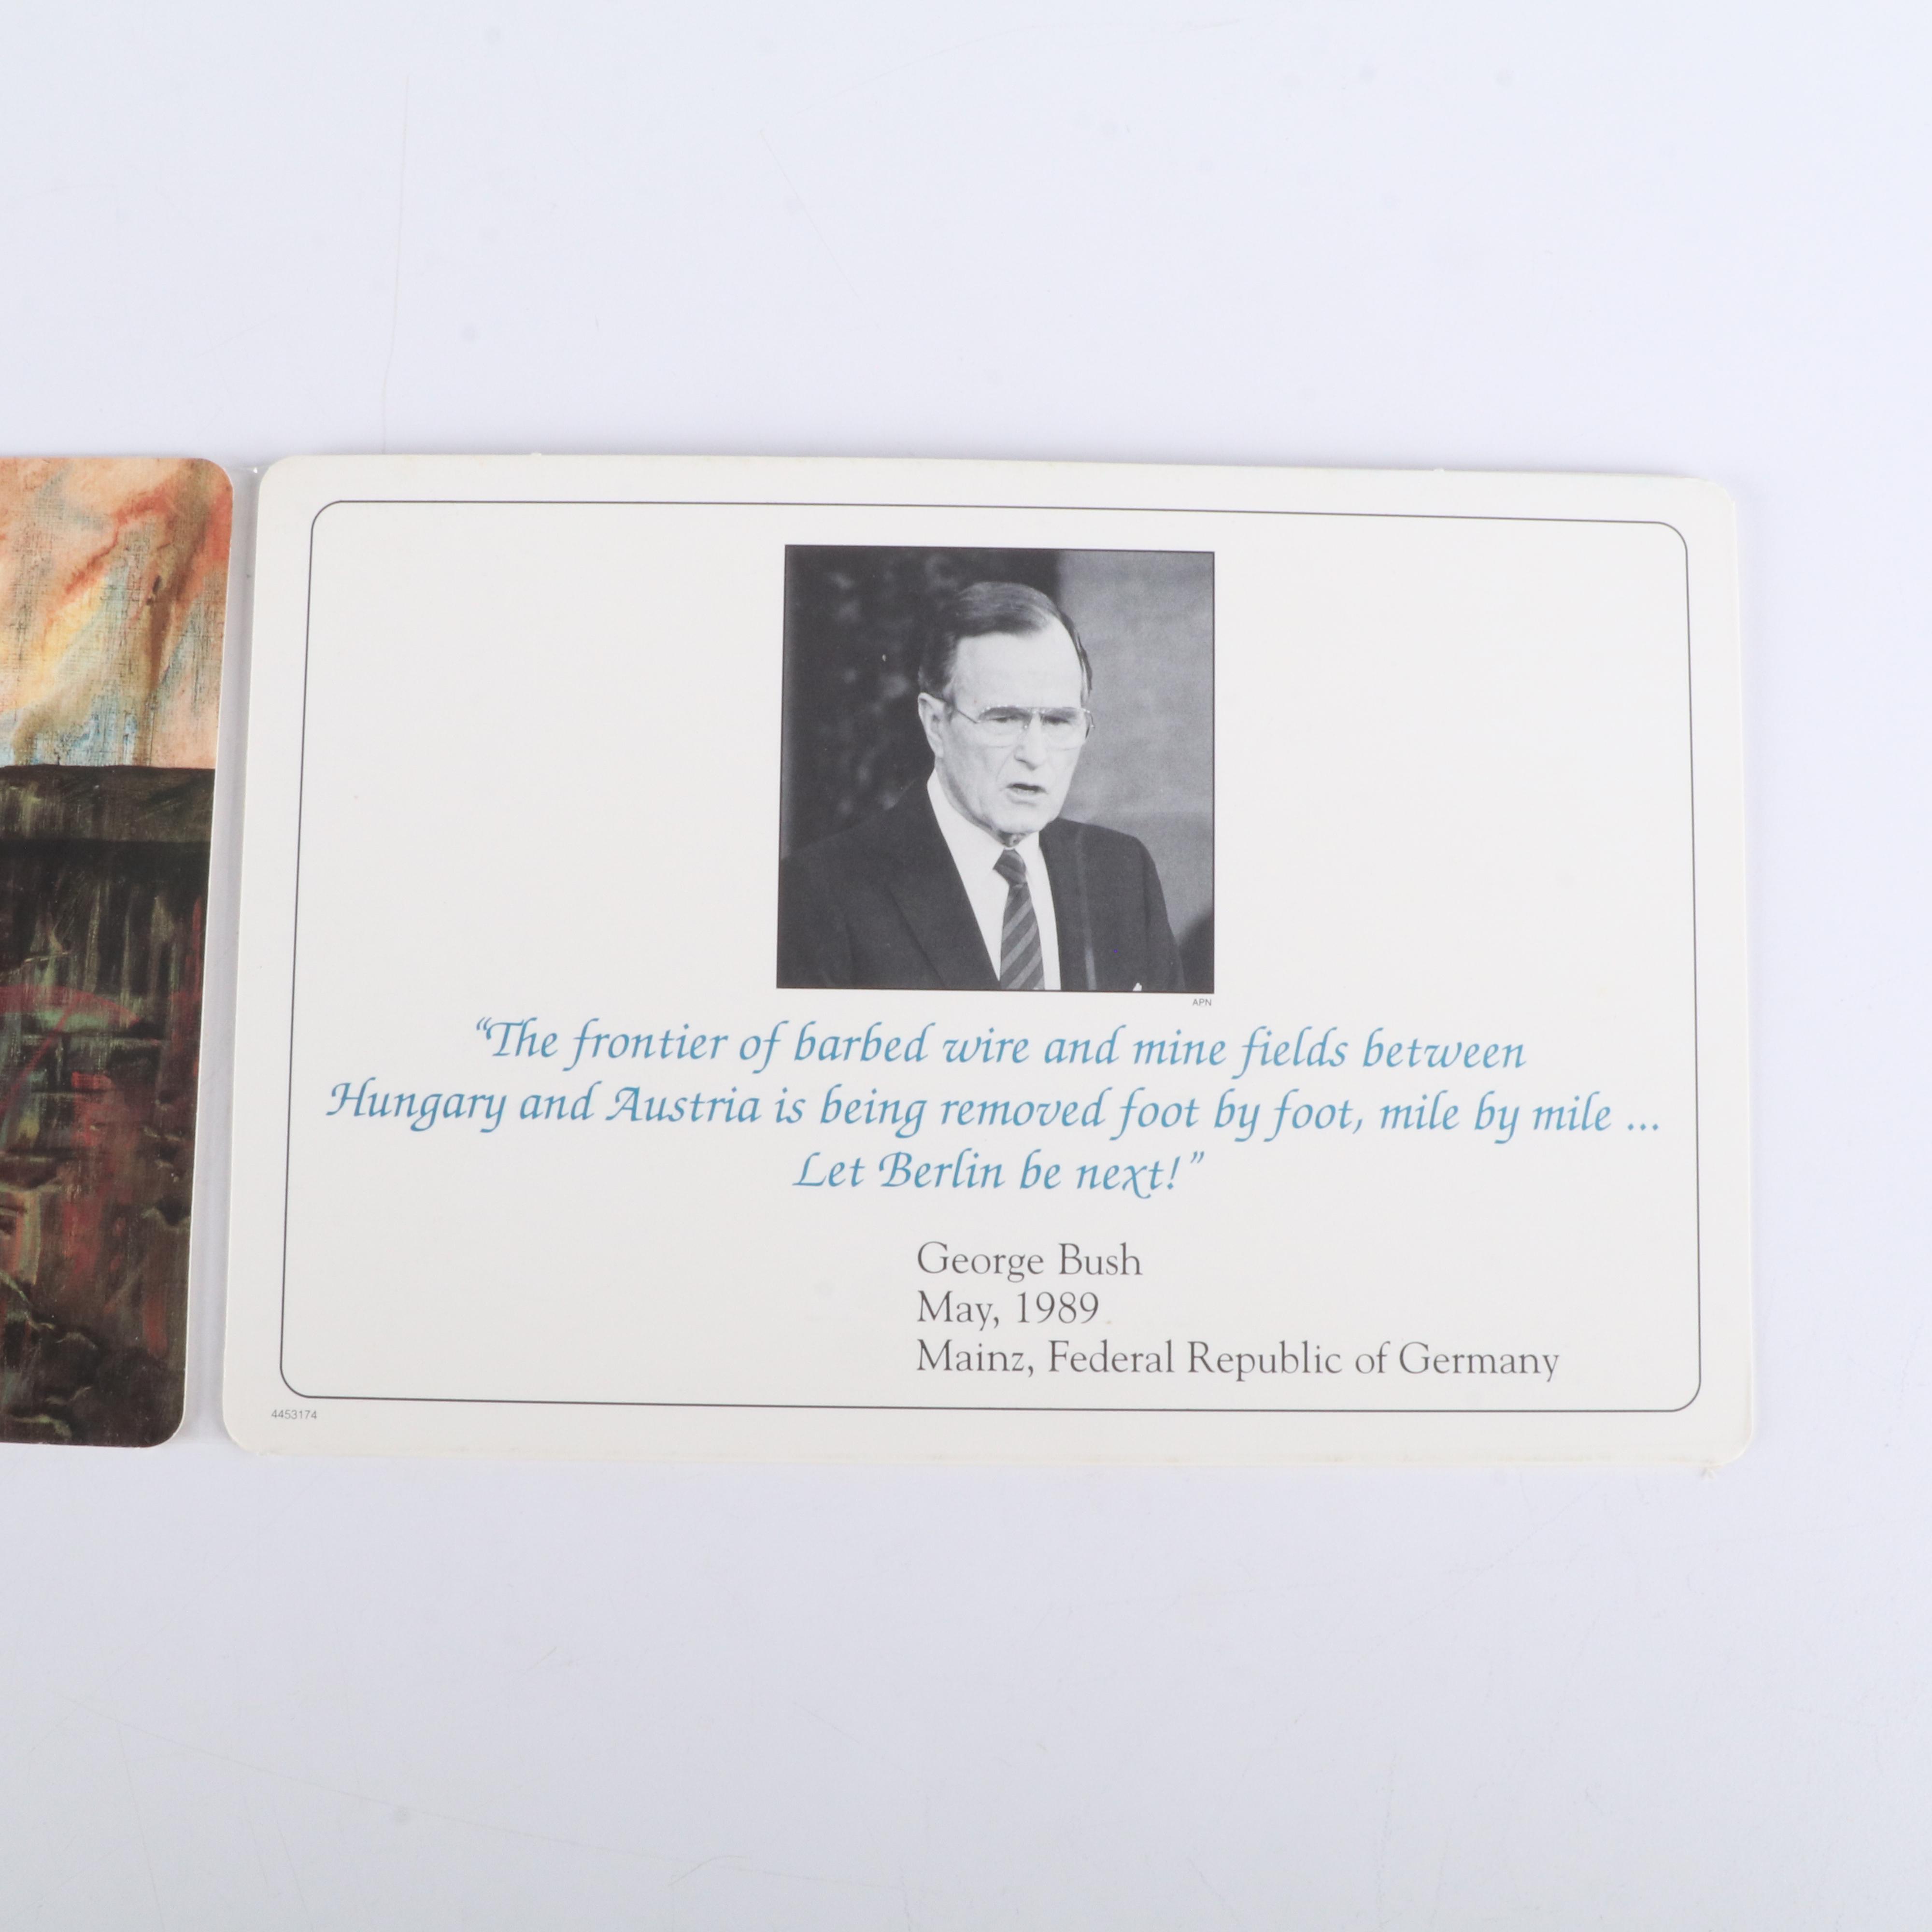 APN
“The frontier of barbed wire and mine fields between
Hungary and Austria is being removed foot by foot, mile by mile ...
Let Berlin be next!”
George Bush
May, 1989
Mainz, Federal Republic of Germany
4453174